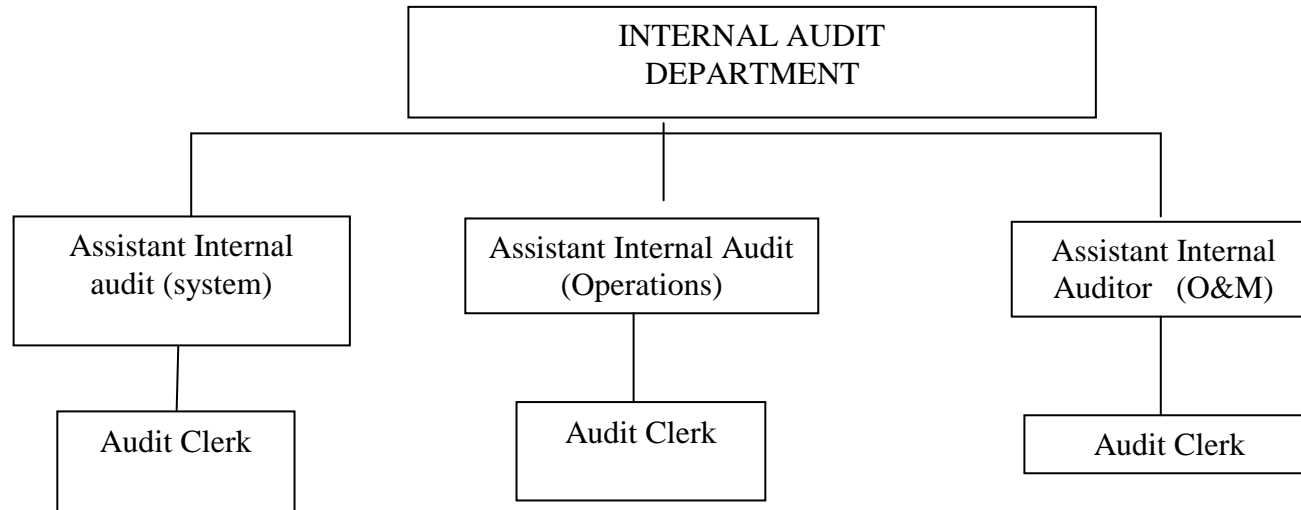 INTERNAL AUDIT
DEPARTMENT
Assistant Internal
audit (system)
Assistant Internal Audit
(Operations)
Assistant Internal
Auditor (O&M)
Audit Clerk
Audit Clerk
Audit Clerk